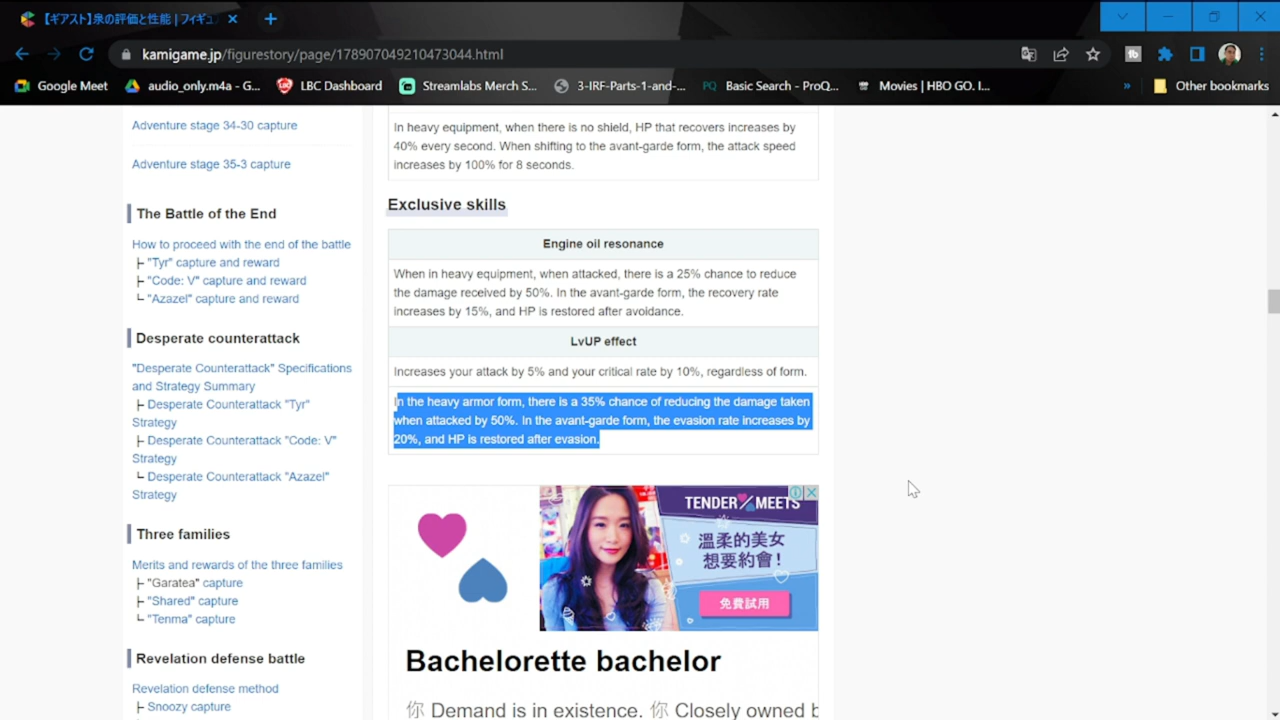 【ギアスト】泉の評価と性能 | フィギュ
kamigame.jp/figurestory/page/178907049210473044.html
Google Meet
audio_only.m4a - G...
LBC Dashboard
Streamlabs Merch S...
3-IRF-Parts-1-and-...
PQ Basic Search - ProQ...
Movies | HBO GO. I...
»
Other bookmarks
Adventure stage 34-30 capture
Adventure stage 35-3 capture
The Battle of the End
How to proceed with the end of the battle
├ "Tyr" capture and reward
├ "Code: V" capture and reward
└ "Azazel" capture and reward
Desperate counterattack
"Desperate Counterattack" Specifications
and Strategy Summary
├ Desperate Counterattack "Tyr"
Strategy
├ Desperate Counterattack "Code: V"
Strategy
└ Desperate Counterattack "Azazel"
Strategy
Three families
Merits and rewards of the three families
├ "Garatea" capture
├ "Shared" capture
└ "Tenma" capture
Revelation defense battle
Revelation defense method
├ Snoozy capture
In heavy equipment, when there is no shield, HP that recovers increases by
40% every second. When shifting to the avant-garde form, the attack speed
increases by 100% for 8 seconds.
Exclusive skills
Engine oil resonance
When in heavy equipment, when attacked, there is a 25% chance to reduce
the damage received by 50%. In the avant-garde form, the recovery rate
increases by 15%, and HP is restored after avoidance.
LvUP effect
Increases your attack by 5% and your critical rate by 10%, regardless of form.
In the heavy armor form, there is a 35% chance of reducing the damage taken
when attacked by 50%. In the avant-garde form, the evasion rate increases by
20%, and HP is restored after evasion.
TENDER MEETS
溫柔的美女
想要約會！
免費試用
Bachelorette bachelor
你 Demand is in existence. 你 Closely owned b